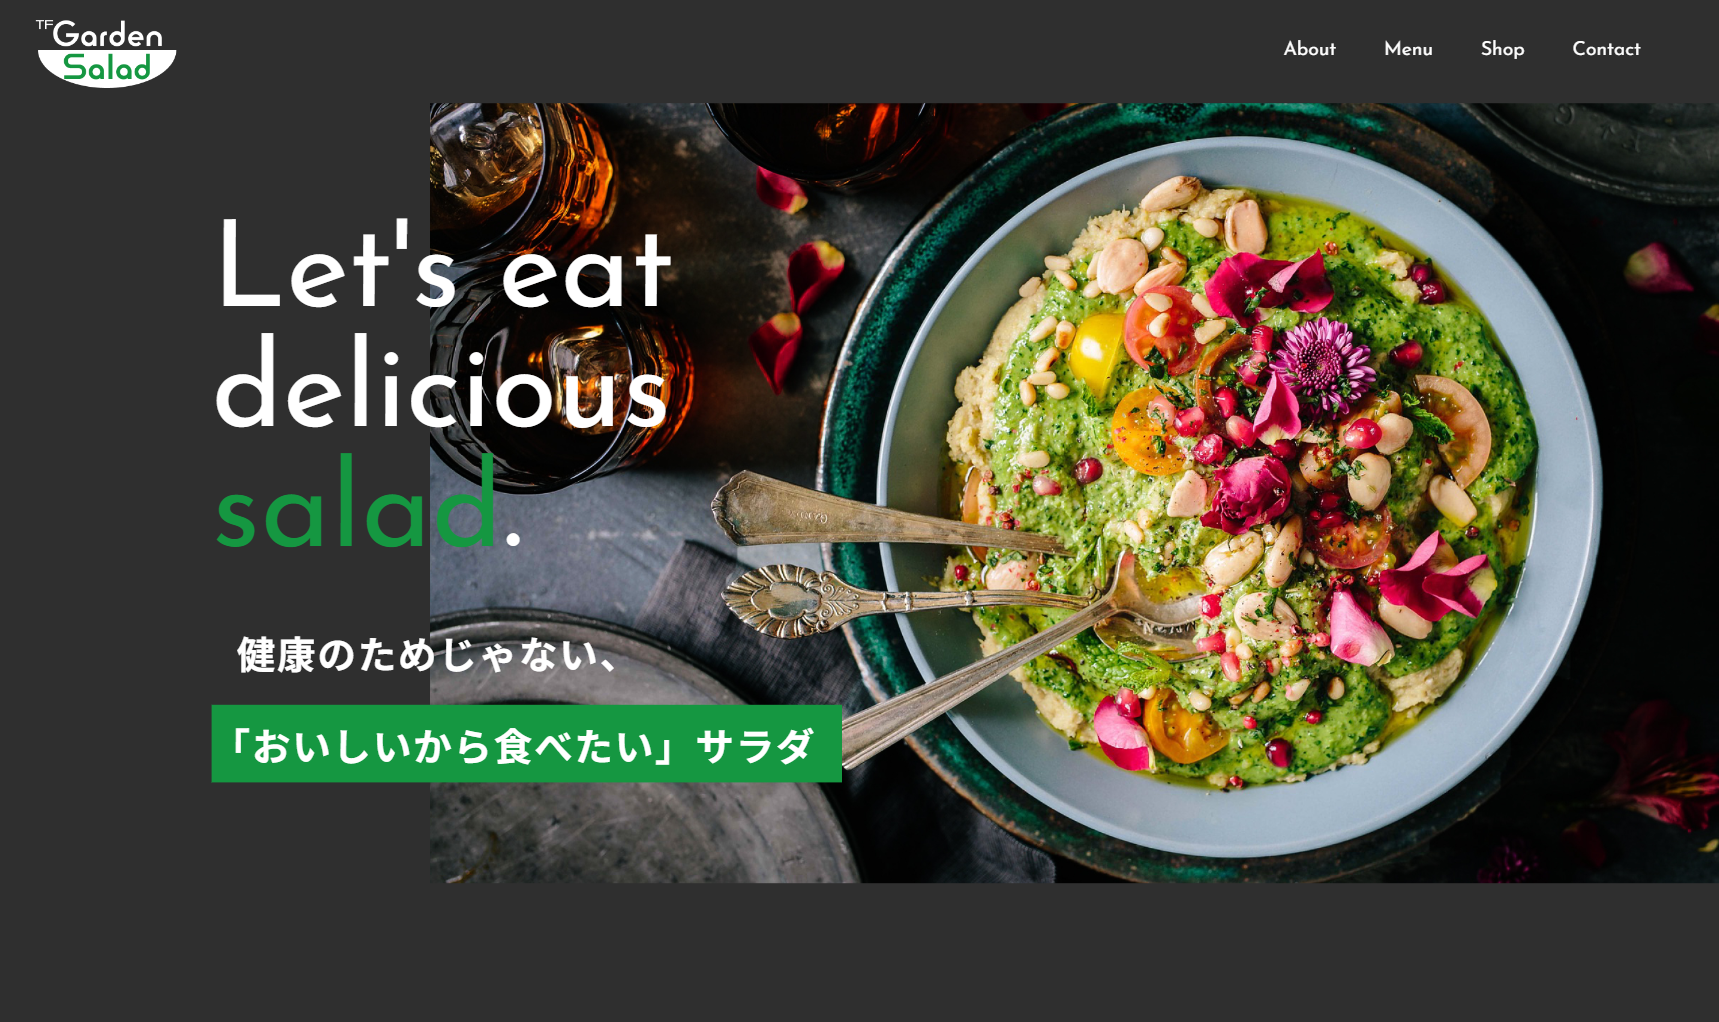 TF Garden
Salad
About Menu Shop Contact
Let's eat
delicious
salad.
健康のためじゃない、
「おいしいから食べたい」サラダ